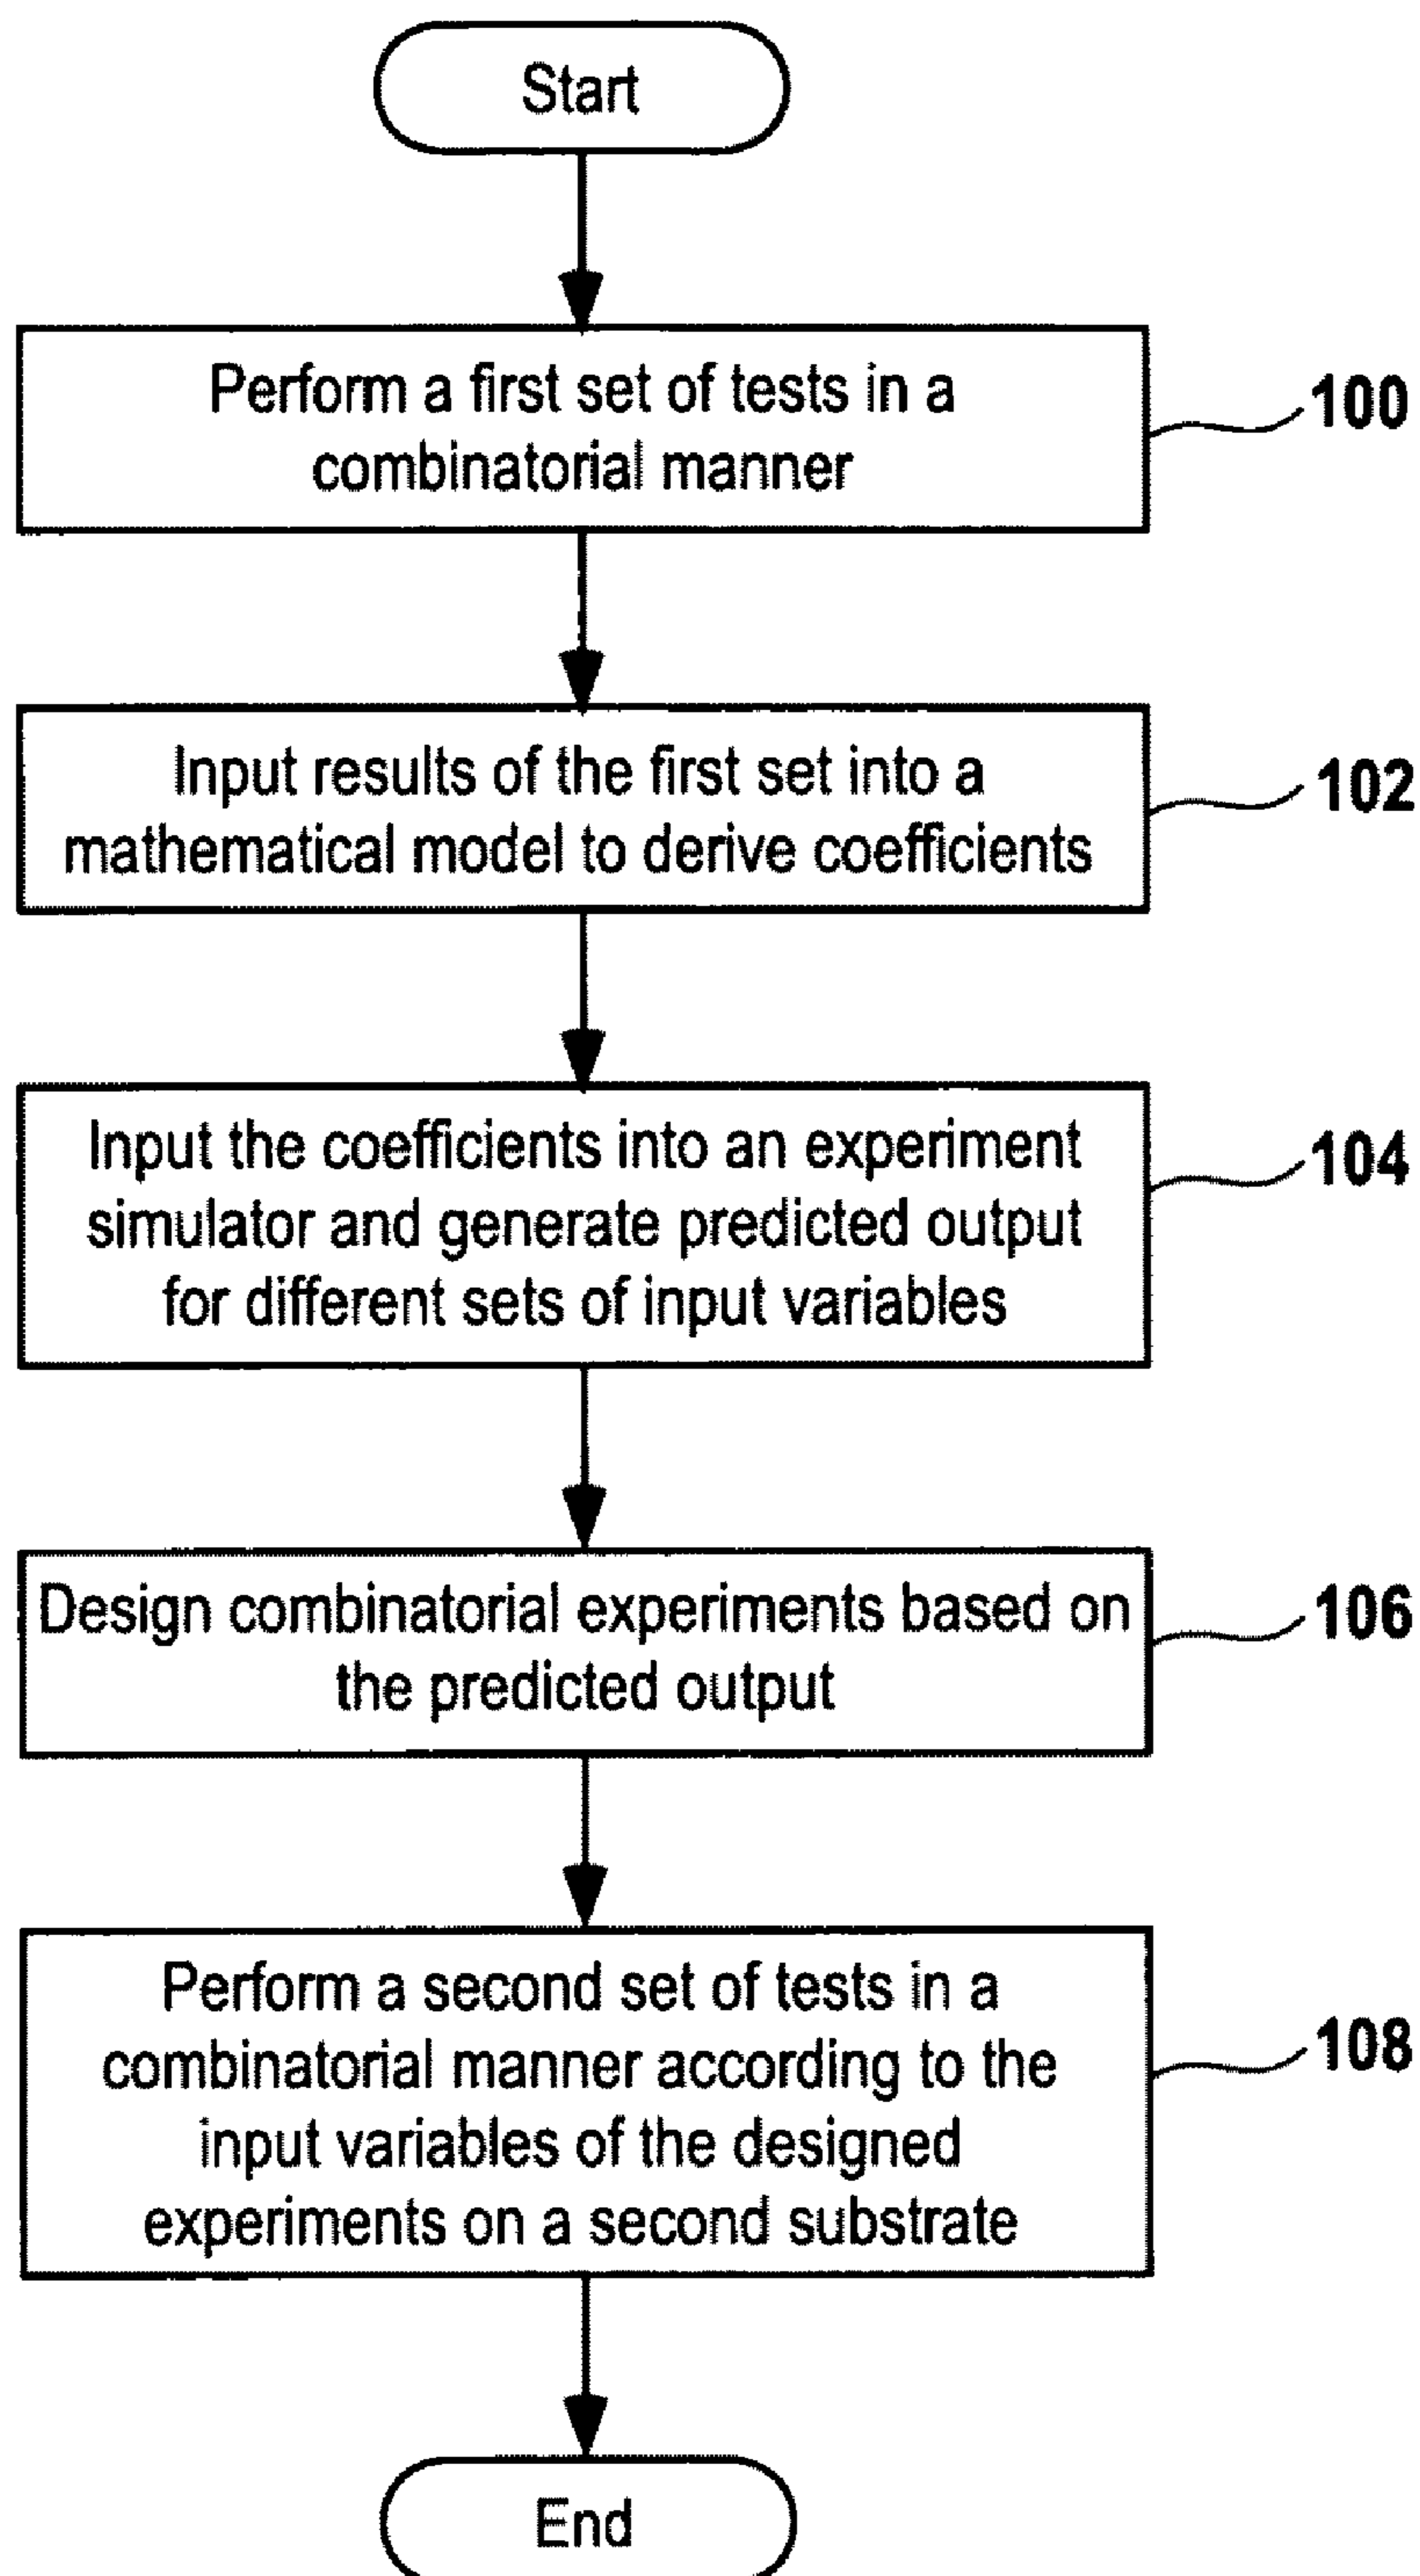 Start
Perform a first set of tests in a
combinatorial manner
100
Input results of the first set into a
mathematical model to derive coefficients
102
Input the coefficients into an experiment
simulator and generate predicted output
for different sets of input variables
104
Design combinatorial experiments based on
the predicted output
106
Perform a second set of tests in a
combinatorial manner according to the
input variables of the designed
experiments on a second substrate
108
End